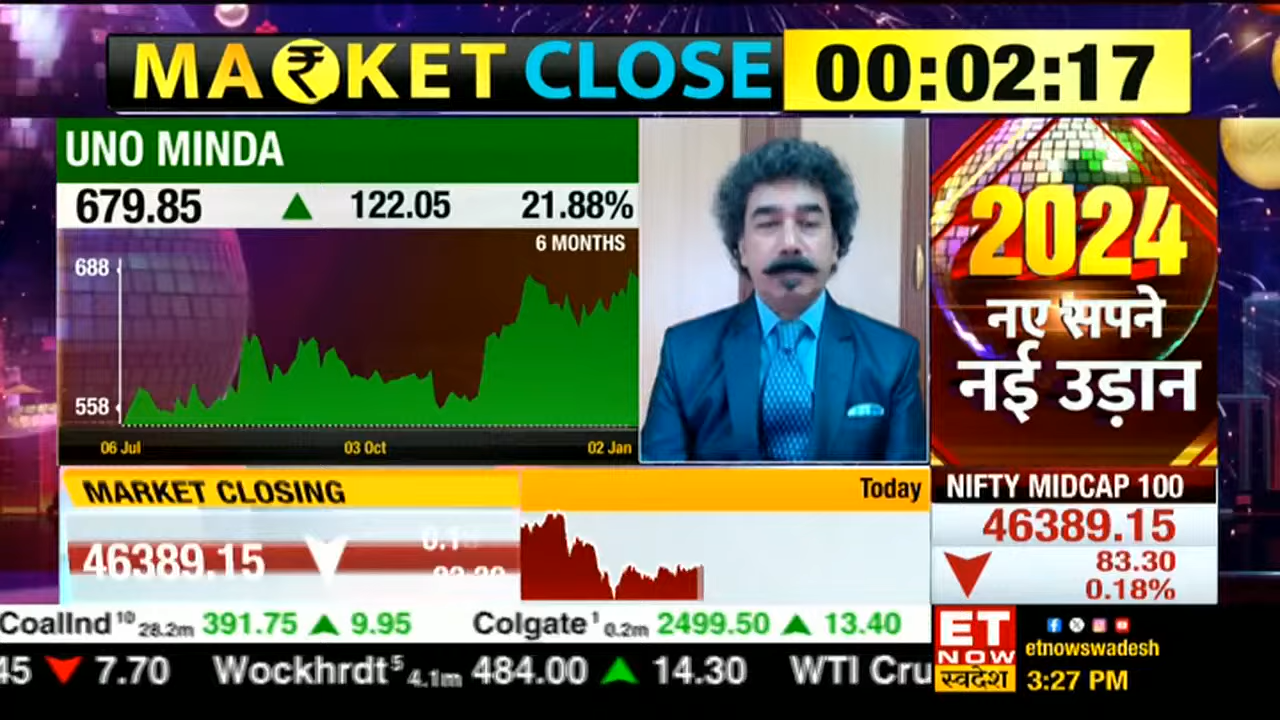 MA₹KET CLOSE 00:02:17
UNO MINDA
679.85 ▲ 122.05 21.88%
6 MONTHS
688
558
06 Jul 03 Oct 02 Jan
2024
नए सपने
नई उड़ान
MARKET CLOSING Today
46389.15
NIFTY MIDCAP 100
46389.15
▼ 83.30
0.18%
CoalInd 10 28.2m 391.75 ▲ 9.95 Colgate 1 0.2m 2499.50 ▲ 13.40
45 ▼ 7.70 Wockhrdt 5 4.1m 484.00 ▲ 14.30 WTI Cru
ET
NOW
स्वदेश
etnowswadesh
3:27 PM